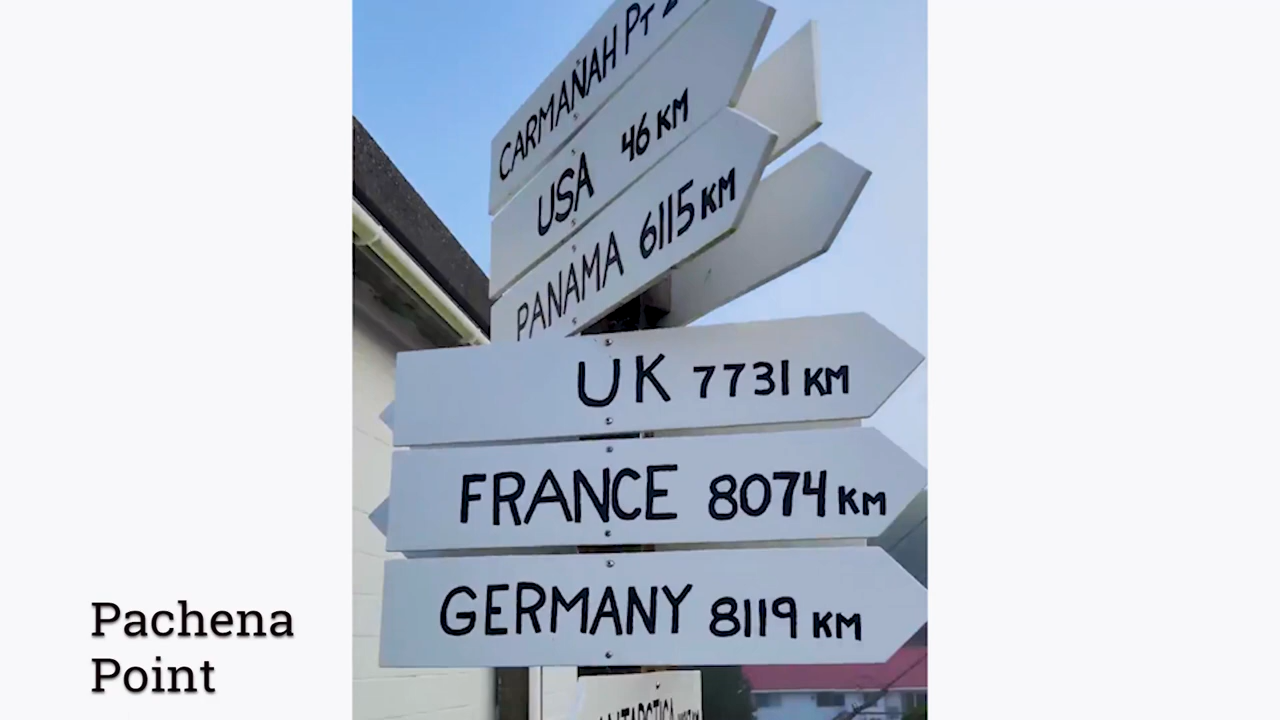 CARMANAH PT
USA 46 KM
PANAMA 6115 KM
UK 7731 KM
FRANCE 8074 KM
GERMANY 8119 KM
ANTARCTICA
Pachena
Point